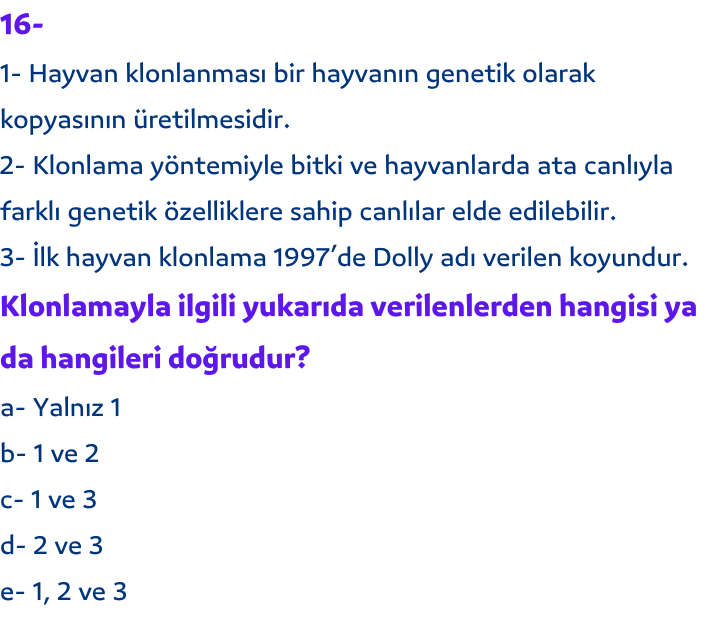 16-
1- Hayvan klonlanması bir hayvanın genetik olarak
kopyasının üretilmesidir.
2- Klonlama yöntemiyle bitki ve hayvanlarda ata canlıyla
farklı genetik özelliklere sahip canlılar elde edilebilir.
3- İlk hayvan klonlama 1997’de Dolly adı verilen koyundur.
Klonlamayla ilgili yukarıda verilenlerden hangisi ya
da hangileri doğrudur?
a- Yalnız 1
b- 1 ve 2
c- 1 ve 3
d- 2 ve 3
e- 1, 2 ve 3